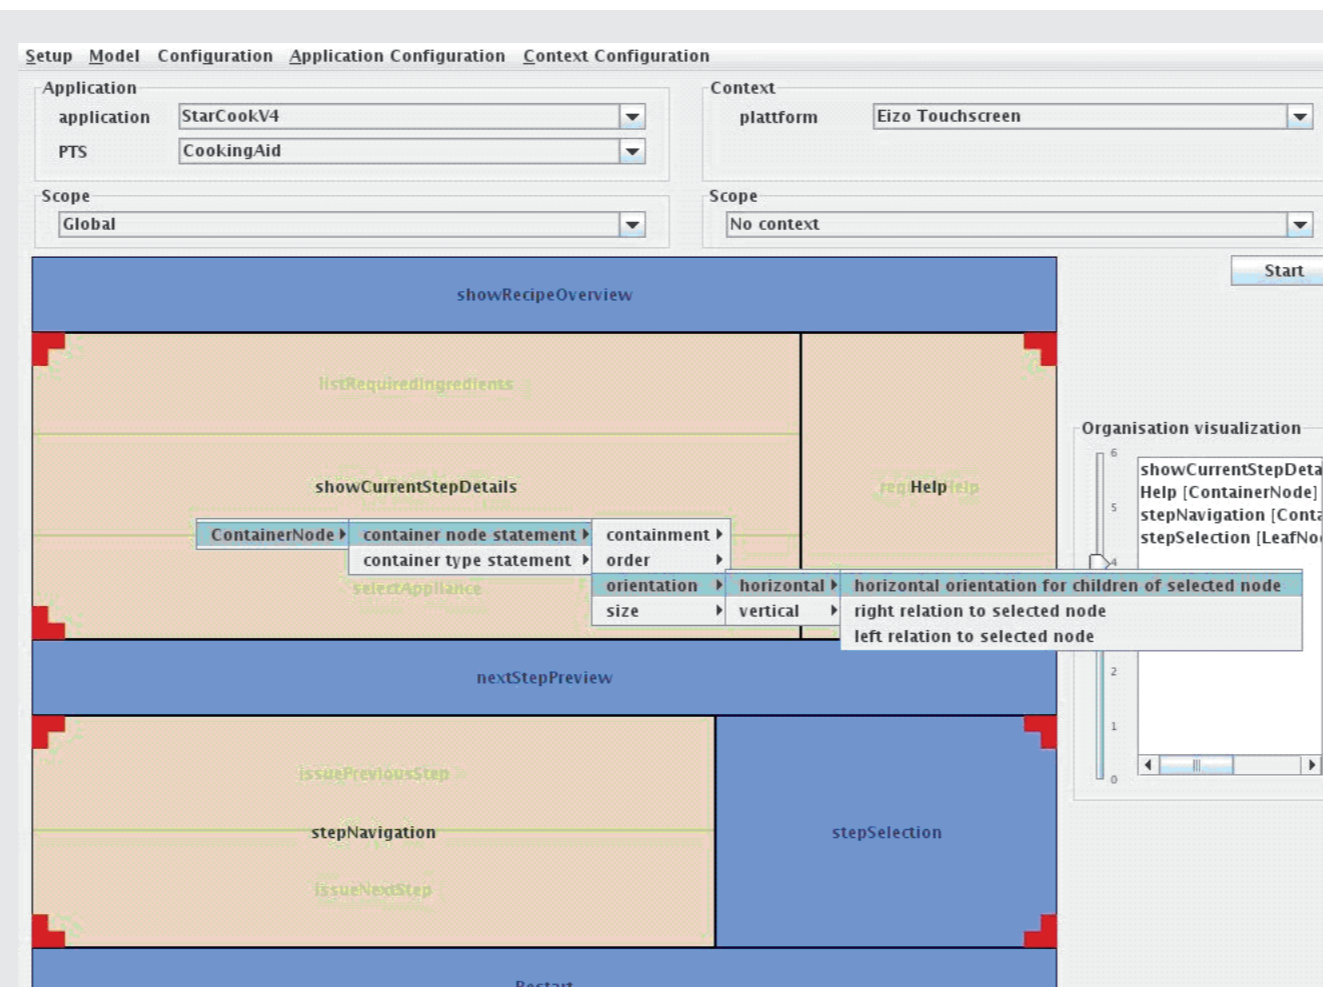 Setup Model Configuration Application Configuration Context Configuration
Application
application StarCookV4
PTS CookingAid
Context
plattform Eizo Touchscreen
Scope
Global
Scope
No context
Start
showRecipeOverview
listRequiredIngredients
showCurrentStepDetails
Help
ContainerNode
container node statement
container type statement
containment
order
orientation
size
horizontal
vertical
horizontal orientation for children of selected node
right relation to selected node
left relation to selected node
selectAppliance
nextStepPreview
issuePreviousStep
stepNavigation
issueNextStep
stepSelection
Restart
Organisation visualization
6
5
4
2
1
0
showCurrentStepDeta
Help [ContainerNode]
stepNavigation [Conta
stepSelection [LeafNo